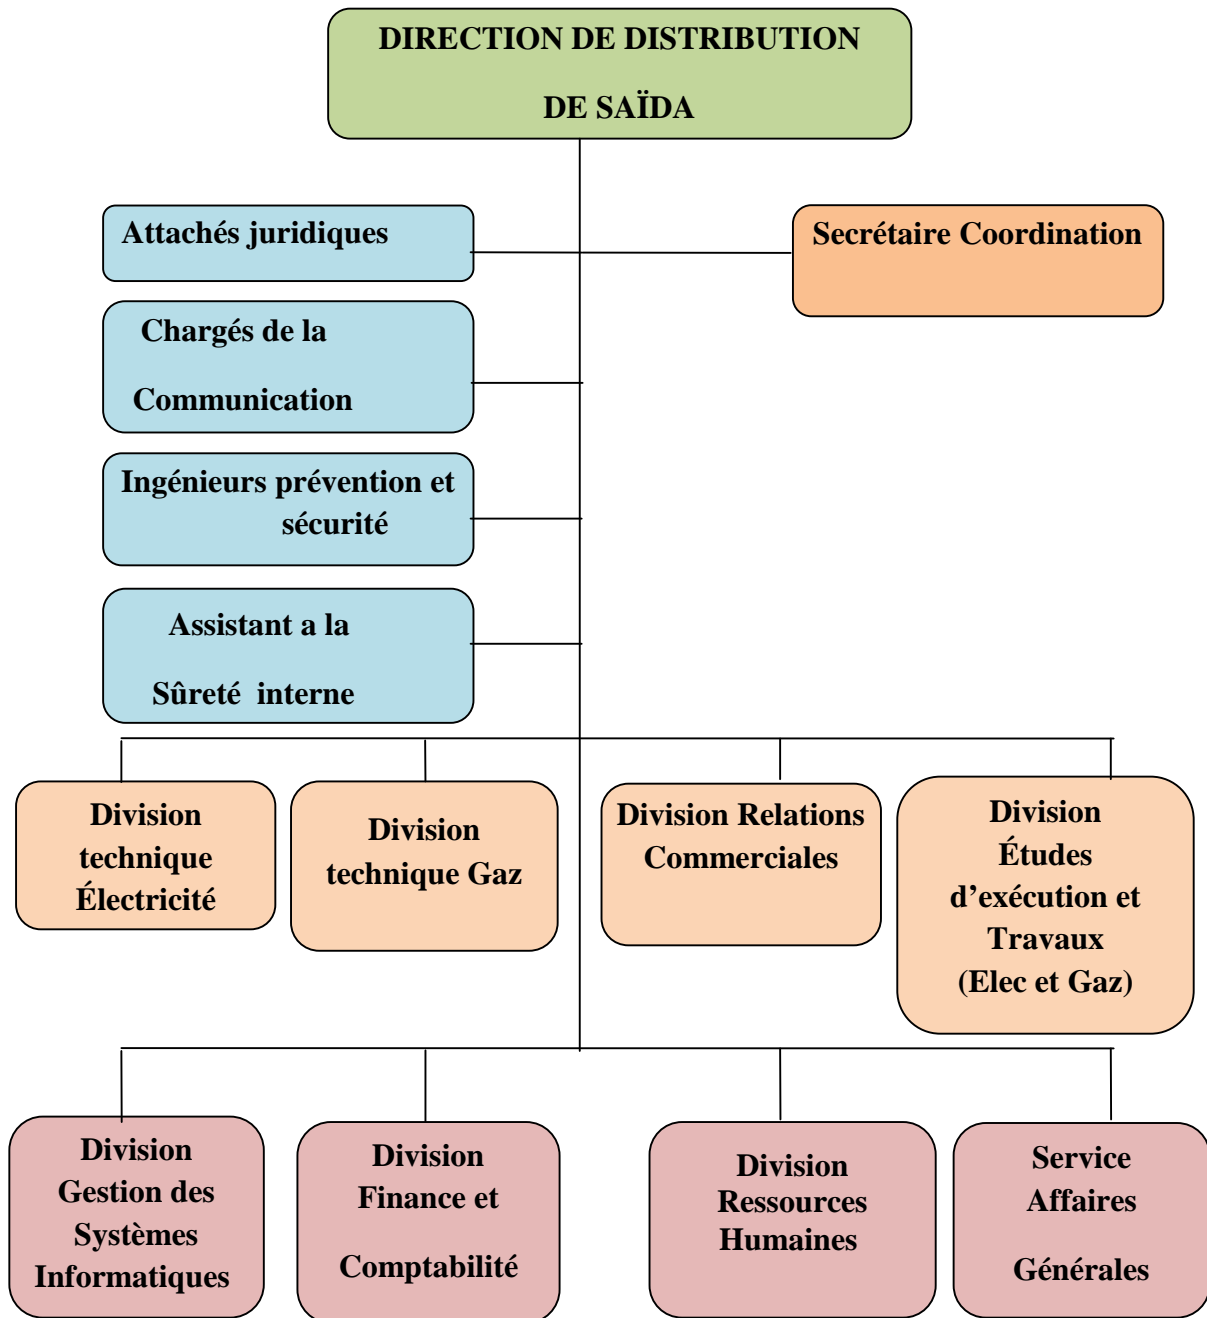 DIRECTION DE DISTRIBUTION
DE SAÏDA
Attachés juridiques
Secrétaire Coordination
Chargés de la
Communication
Ingénieurs prévention et
sécurité
Assistant a la
Sûreté interne
Division
technique
Électricité
Division
technique Gaz
Division Relations
Commerciales
Division
Études
d’exécution et
Travaux
(Elec et Gaz)
Division
Gestion des
Systèmes
Informatiques
Division
Finance et
Comptabilité
Division
Ressources
Humaines
Service
Affaires
Générales